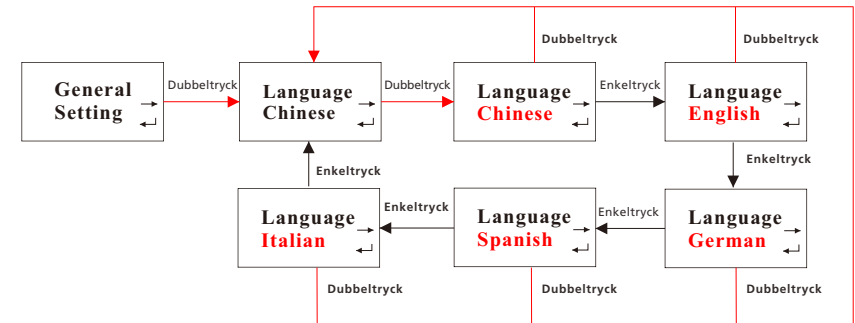 Dubbeltryck
Dubbeltryck
General
Setting
Dubbeltryck
Language
Chinese
Dubbeltryck
Language
Chinese
Enkeltryck
Language
English
Enkeltryck
Enkeltryck
Language
Italian
Enkeltryck
Language
Spanish
Enkeltryck
Language
German
Dubbeltryck
Dubbeltryck
Dubbeltryck